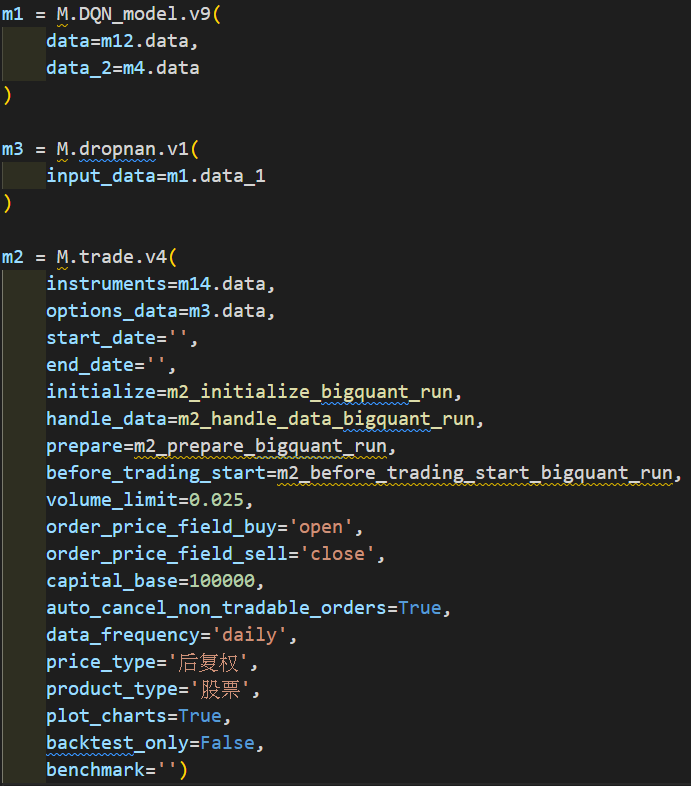 m1 = M.DQN_model.v9(
    data=m12.data,
    data_2=m4.data
)

m3 = M.dropnan.v1(
    input_data=m1.data_1
)

m2 = M.trade.v4(
    instruments=m14.data,
    options_data=m3.data,
    start_date='',
    end_date='',
    initialize=m2_initialize_bigquant_run,
    handle_data=m2_handle_data_bigquant_run,
    prepare=m2_prepare_bigquant_run,
    before_trading_start=m2_before_trading_start_bigquant_run,
    volume_limit=0.025,
    order_price_field_buy='open',
    order_price_field_sell='close',
    capital_base=100000,
    auto_cancel_non_tradable_orders=True,
    data_frequency='daily',
    price_type='后复权',
    product_type='股票',
    plot_charts=True,
    backtest_only=False,
    benchmark='')